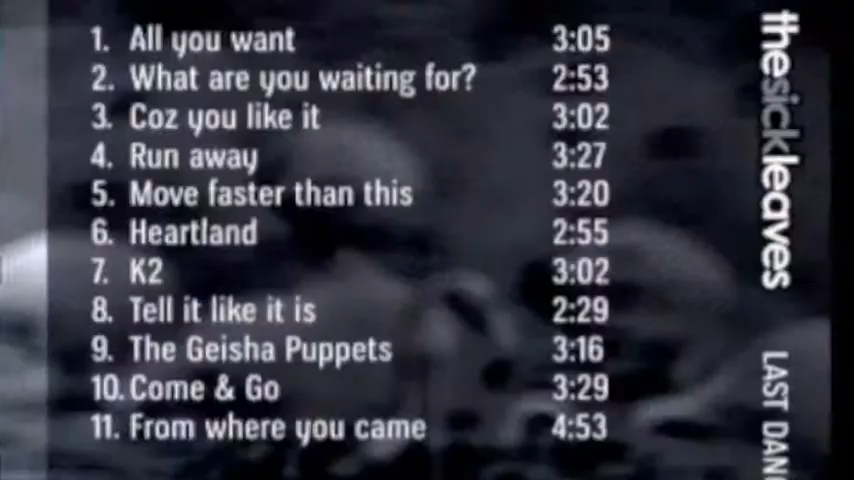 1. All you want 3:05
2. What are you waiting for? 2:53
3. Coz you like it 3:02
4. Run away 3:27
5. Move faster than this 3:20
6. Heartland 2:55
7. K2 3:02
8. Tell it like it is 2:29
9. The Geisha Puppets 3:16
10. Come & Go 3:29
11. From where you came 4:53
thesickleaves
LAST